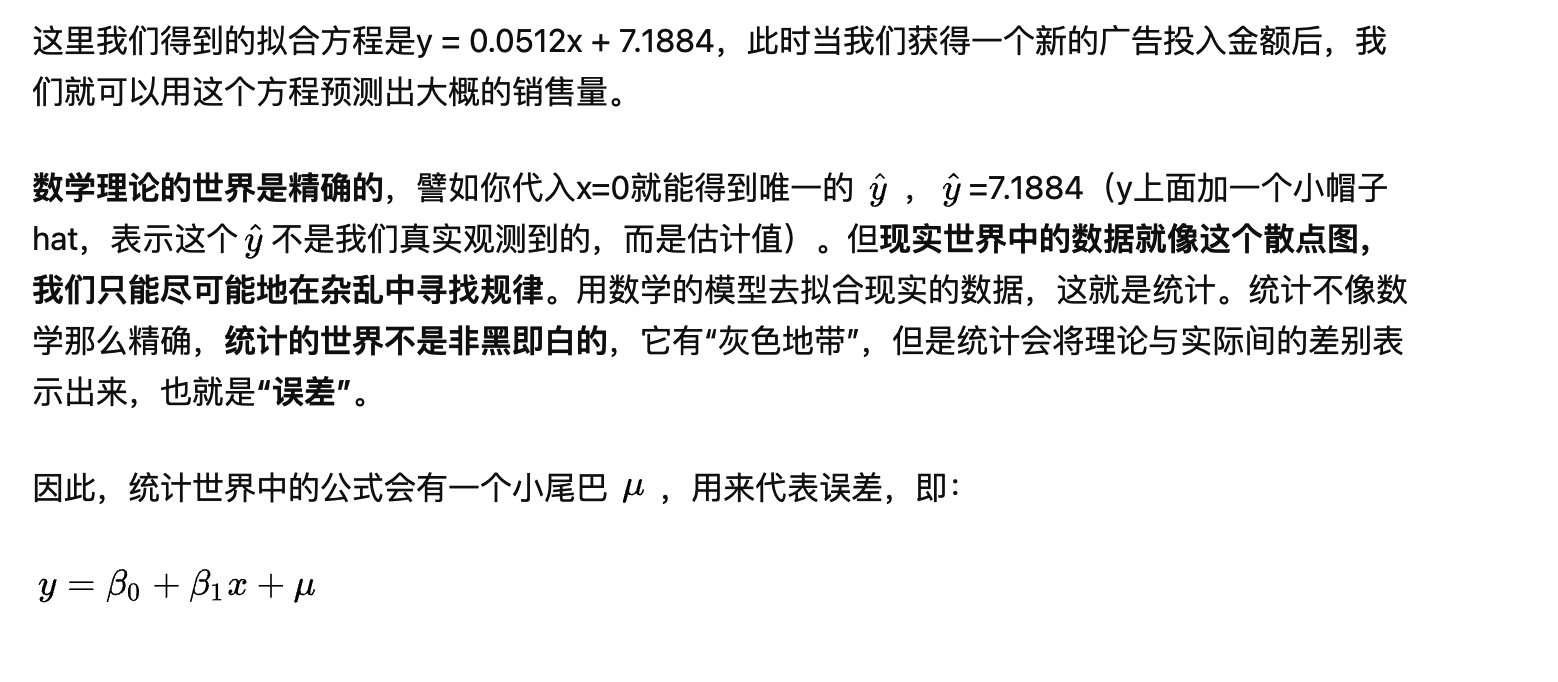 这里我们得到的拟合方程是y = 0.0512x + 7.1884，此时当我们获得一个新的广告投入金额后，我
们就可以用这个方程预测出大概的销售量。
数学理论的世界是精确的，譬如你代入x=0就能得到唯一的 ŷ ，ŷ =7.1884（y上面加一个小帽子
hat，表示这个 ŷ 不是我们真实观测到的，而是估计值）。但现实世界中的数据就像这个散点图，
我们只能尽可能地在杂乱中寻找规律。用数学的模型去拟合现实的数据，这就是统计。统计不像数
学那么精确，统计的世界不是非黑即白的，它有“灰色地带”，但是统计会将理论与实际间的差别表
示出来，也就是“误差”。
因此，统计世界中的公式会有一个小尾巴 μ ，用来代表误差，即：
y = β₀ + β₁x + μ